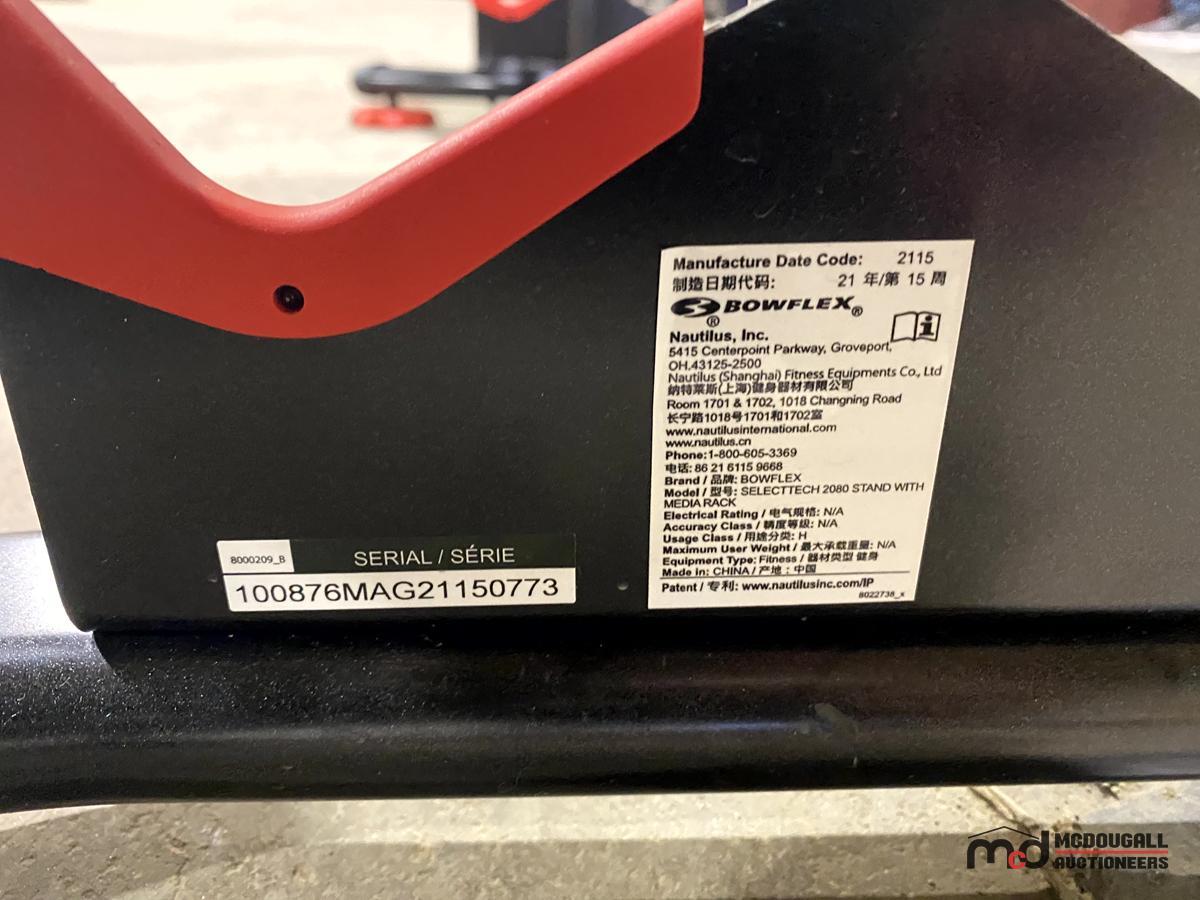 Manufacture Date Code: 2115
制造日期代码: 21 年/第 15 周
BOWFLEX®
®
Nautilus, Inc.
5415 Centerpoint Parkway, Groveport,
OH.43125-2500
Nautilus (Shanghai) Fitness Equipments Co., Ltd
纳特莱斯(上海)健身器材有限公司
Room 1701 & 1702, 1018 Changning Road
长宁路1018号1701和1702室
www.nautilusinternational.com
www.nautilus.cn
Phone:1-800-605-3369
电话: 86 21 6115 9668
Brand / 品牌: BOWFLEX
Model / 型号: SELECTTECH 2080 STAND WITH
MEDIA RACK
Electrical Rating / 电气规格: N/A
Accuracy Class / 精度等级: N/A
Usage Class / 用途分类: H
Maximum User Weight / 最大承载重量: N/A
Equipment Type: Fitness / 器材类型 健身
Made in: CHINA / 产地: 中国
Patent / 专利: www.nautilusinc.com/IP
8022738_x
8000209_B SERIAL / SÉRIE
100876MAG21150773
mcd MCDOUGALL
AUCTIONEERS